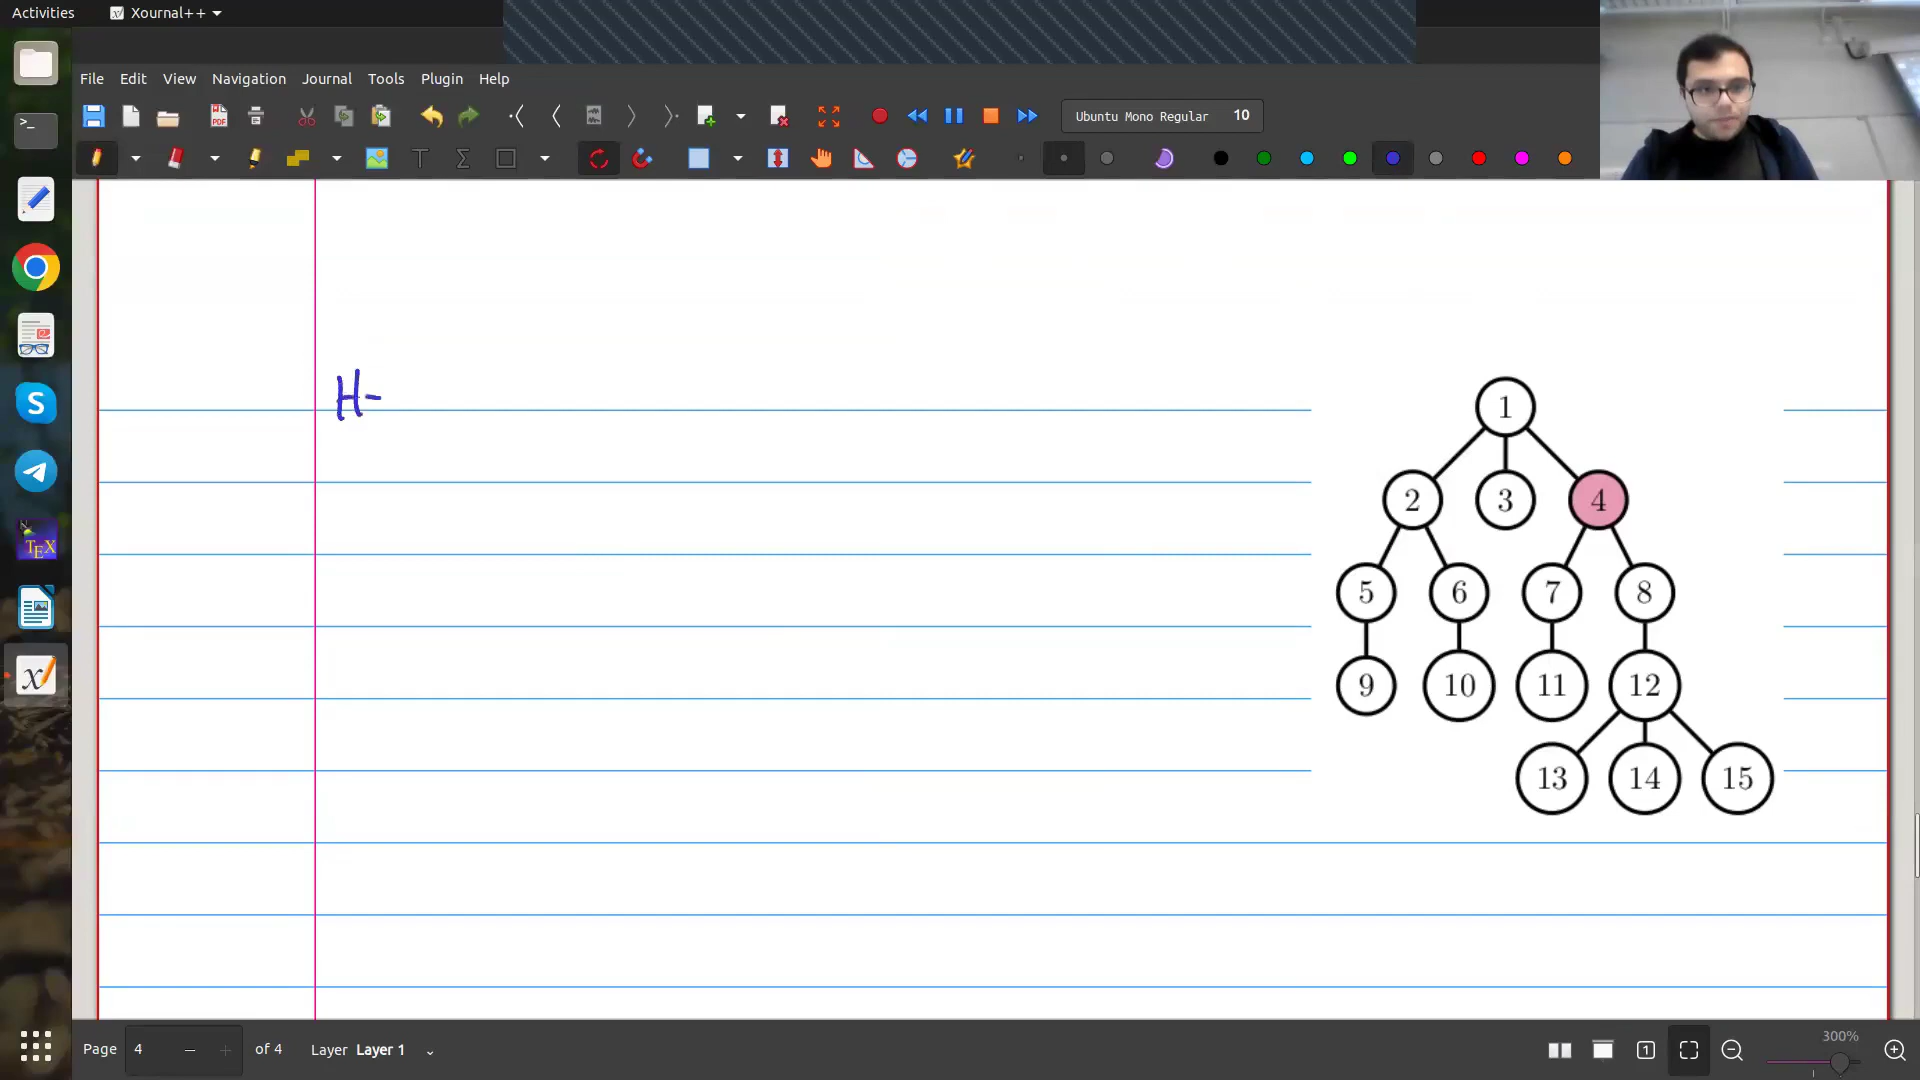 Activities Xournal++
File Edit View Navigation Journal Tools Plugin Help
Ubuntu Mono Regular 10
H-
1
2 3 4
5 6 7 8
9 10 11 12
13 14 15
Page 4 of 4 Layer Layer 1
300%